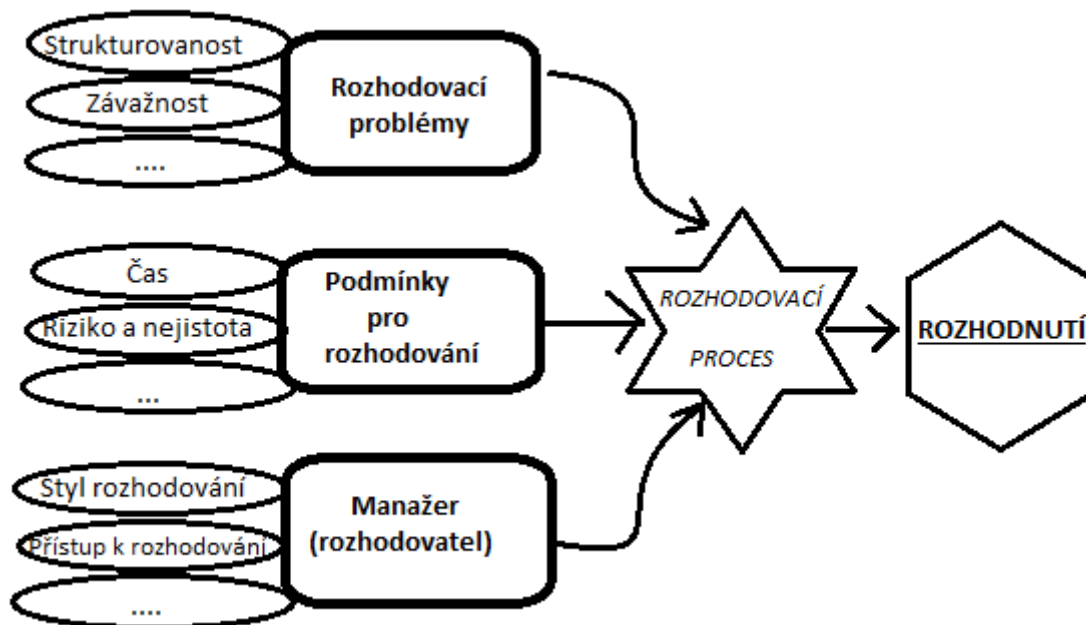 Strukturovanost
Závažnost
....
Rozhodovací
problémy
Čas
Riziko a nejistota
...
Podmínky
pro
rozhodování
Styl rozhodování
Přístup k rozhodování
....
Manažer
(rozhodovatel)
ROZHODOVACÍ
PROCES
ROZHODNUTÍ